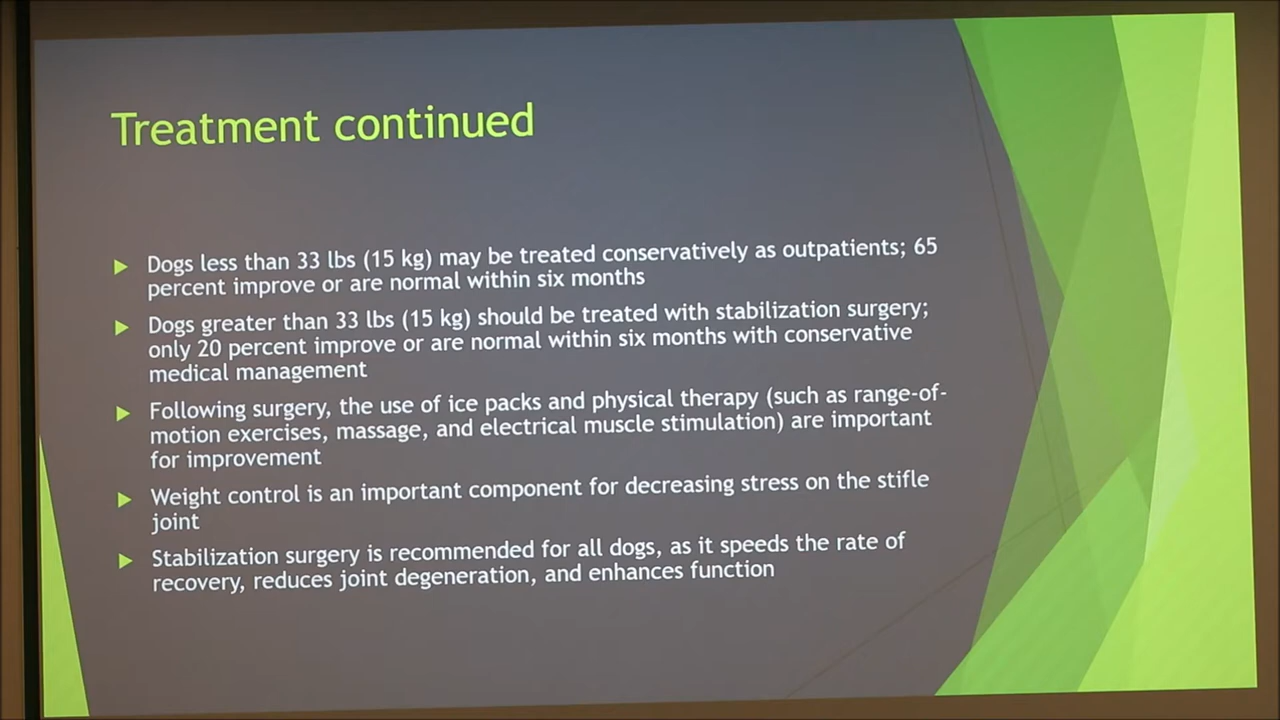 Treatment continued
Dogs less than 33 lbs (15 kg) may be treated conservatively as outpatients; 65
percent improve or are normal within six months
Dogs greater than 33 lbs (15 kg) should be treated with stabilization surgery;
only 20 percent improve or are normal within six months with conservative
medical management
Following surgery, the use of ice packs and physical therapy (such as range-of-
motion exercises, massage, and electrical muscle stimulation) are important
for improvement
Weight control is an important component for decreasing stress on the stifle
joint
Stabilization surgery is recommended for all dogs, as it speeds the rate of
recovery, reduces joint degeneration, and enhances function